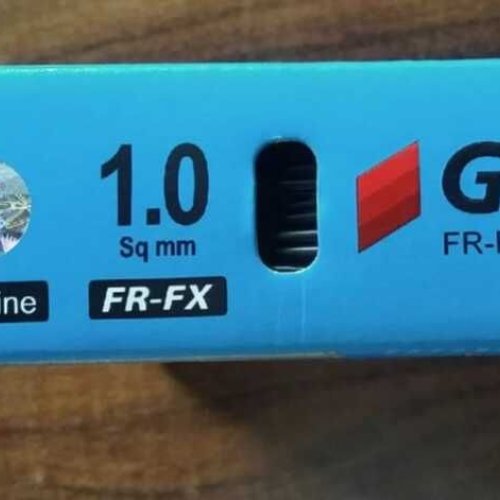 1.0
Sq mm
FR-FX
ine
G
FR-